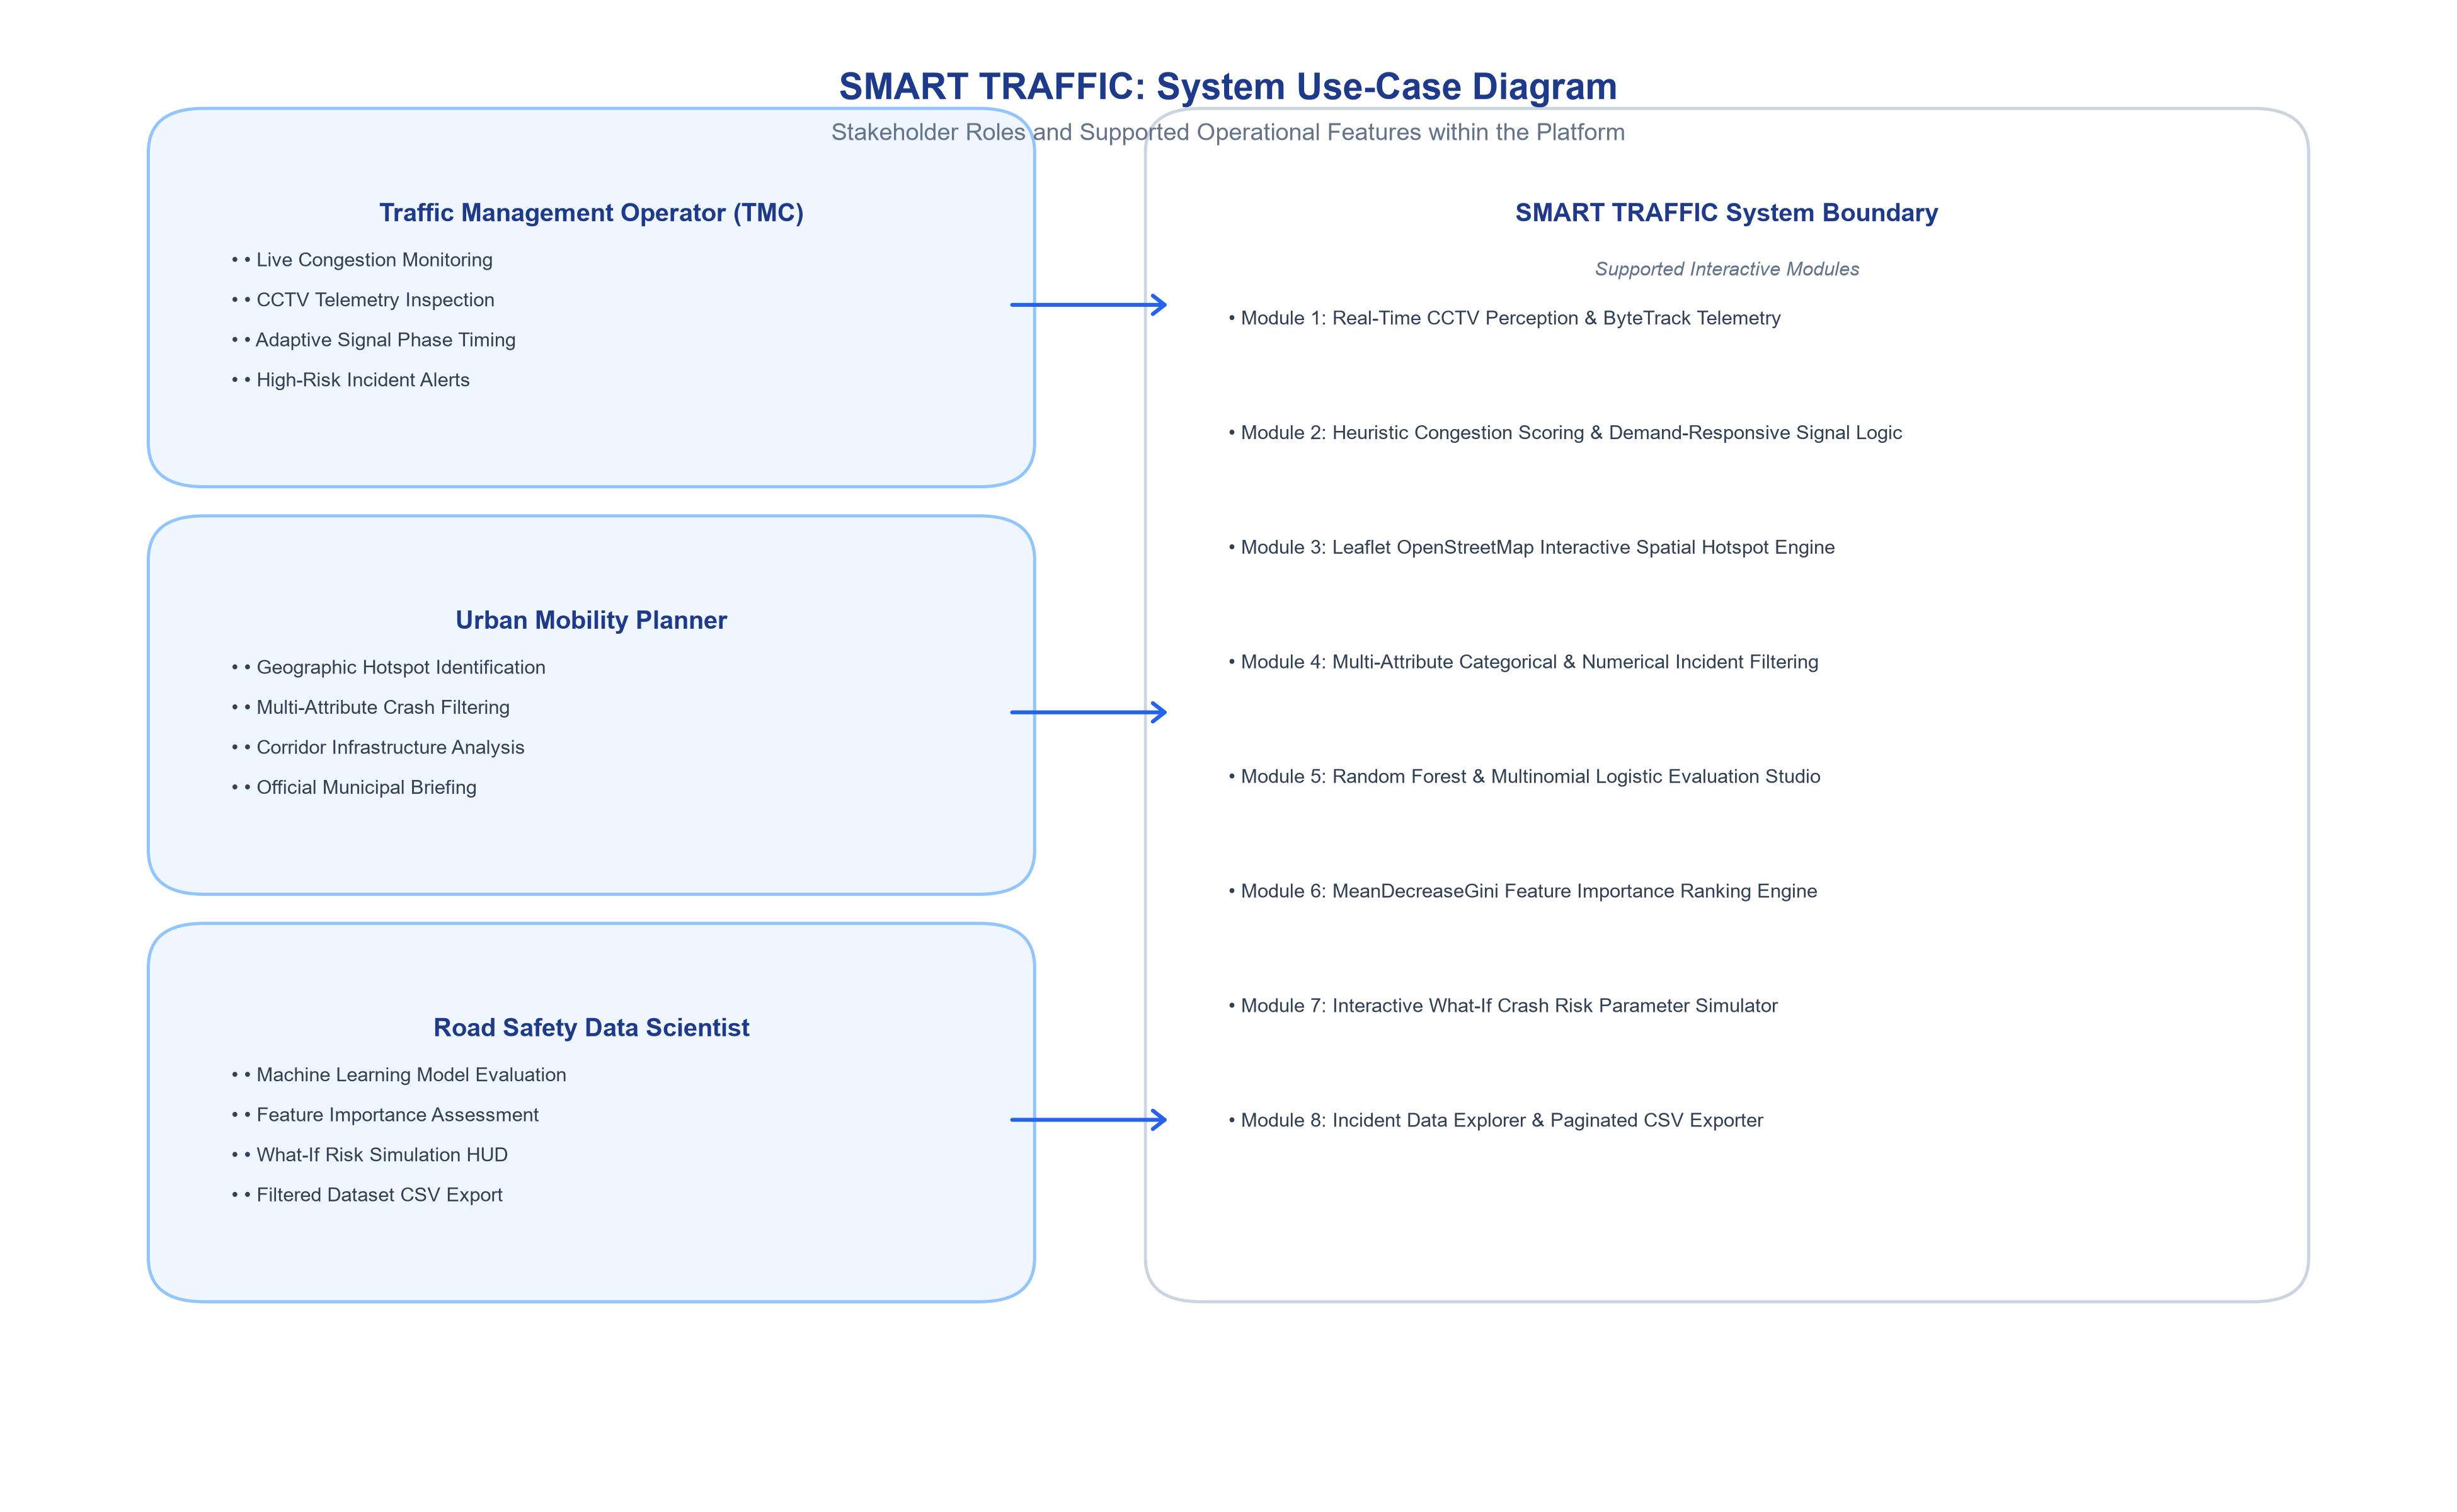 SMART TRAFFIC: System Use-Case Diagram
Stakeholder Roles and Supported Operational Features within the Platform
Traffic Management Operator (TMC)
• • Live Congestion Monitoring
• • CCTV Telemetry Inspection
• • Adaptive Signal Phase Timing
• • High-Risk Incident Alerts
Urban Mobility Planner
• • Geographic Hotspot Identification
• • Multi-Attribute Crash Filtering
• • Corridor Infrastructure Analysis
• • Official Municipal Briefing
Road Safety Data Scientist
• • Machine Learning Model Evaluation
• • Feature Importance Assessment
• • What-If Risk Simulation HUD
• • Filtered Dataset CSV Export
SMART TRAFFIC System Boundary
Supported Interactive Modules
• Module 1: Real-Time CCTV Perception & ByteTrack Telemetry
• Module 2: Heuristic Congestion Scoring & Demand-Responsive Signal Logic
• Module 3: Leaflet OpenStreetMap Interactive Spatial Hotspot Engine
• Module 4: Multi-Attribute Categorical & Numerical Incident Filtering
• Module 5: Random Forest & Multinomial Logistic Evaluation Studio
• Module 6: MeanDecreaseGini Feature Importance Ranking Engine
• Module 7: Interactive What-If Crash Risk Parameter Simulator
• Module 8: Incident Data Explorer & Paginated CSV Exporter